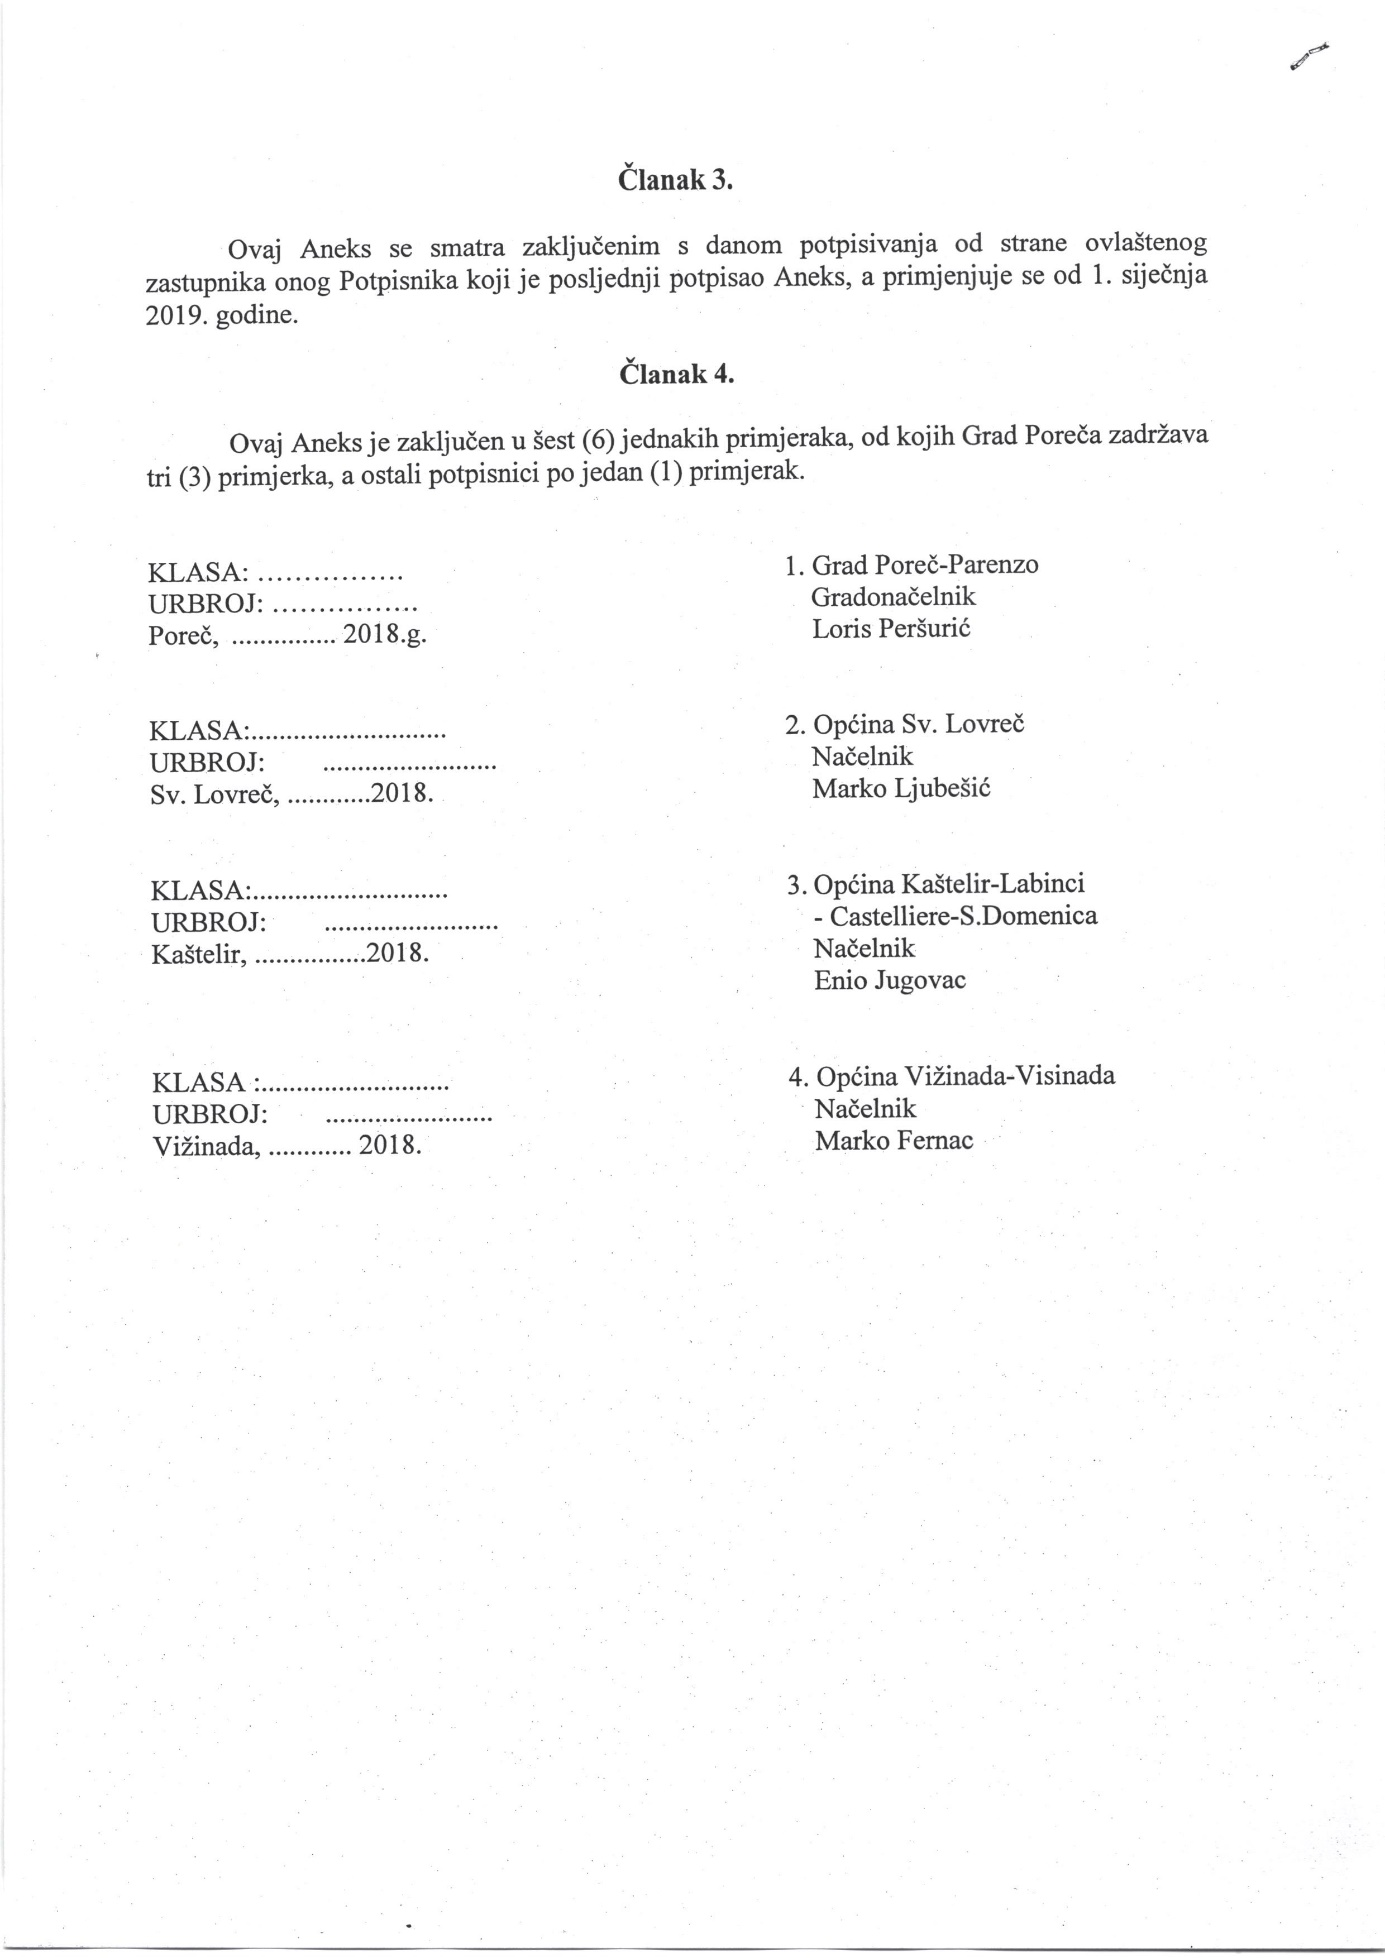 Članak 3.
Ovaj Aneks se smatra zaključenim s danom potpisivanja od strane ovlaštenog
zastupnika onog Potpisnika koji je posljednji potpisao Aneks, a primjenjuje se od 1. siječnja
2019. godine.
Članak 4.
Ovaj Aneks je zaključen u šest (6) jednakih primjeraka, od kojih Grad Poreča zadržava
tri (3) primjerka, a ostali potpisnici po jedan (1) primjerak.
KLASA: ................
URBROJ: ................
Poreč, ............... 2018.g.
1. Grad Poreč-Parenzo
Gradonačelnik
Loris Peršurić
KLASA:............................
URBROJ: .........................
Sv. Lovreč, ............2018.
2. Općina Sv. Lovreč
Načelnik
Marko Ljubešić
KLASA:............................
URBROJ: .........................
Kaštelir, ................2018.
3. Općina Kaštelir-Labinci
- Castelliere-S.Domenica
Načelnik
Enio Jugovac
KLASA :...........................
URBROJ: ........................
Vižinada, ............ 2018.
4. Općina Vižinada-Visinada
Načelnik
Marko Fernac